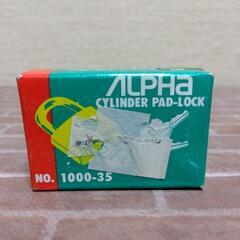 ALPHa
CYLINDER PAD-LOCK
NO. 1000-35